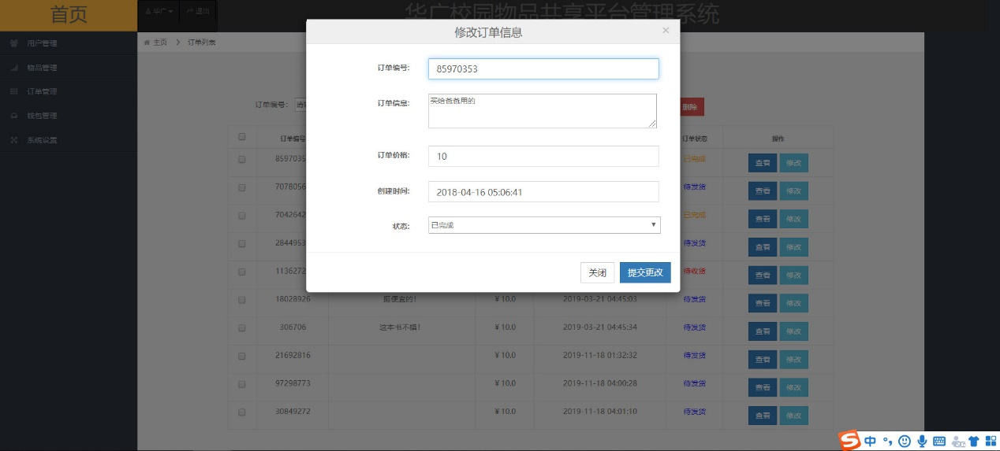 首页
华广
退出
华广校园物品共享平台管理系统
用户管理
物品管理
订单管理
钱包管理
系统设置
主页
订单列表
修改订单信息 ×
订单编号: 85970353
订单信息: 买给爸爸用的
订单价格: 10
创建时间: 2018-04-16 05:06:41
状态: 已完成
关闭 提交更改
订单编号:
删除
订单编号 订单状态 操作
8597035 已完成 查看 修改
7078056 待发货 查看 修改
7042642 已完成 查看 修改
2844953 待发货 查看 修改
1136272 待收货 查看 修改
18028926 挺便宜的! ¥ 10.0 2019-03-21 04:45:03 待发货 查看 修改
306706 这本书不错! ¥ 10.0 2019-03-21 04:45:34 待发货 查看 修改
21692816 ¥ 10.0 2019-11-18 01:32:32 待发货 查看 修改
97298773 ¥ 10.0 2019-11-18 04:00:28 待发货 查看 修改
30849272 ¥ 10.0 2019-11-18 04:01:10 待发货 查看 修改
中